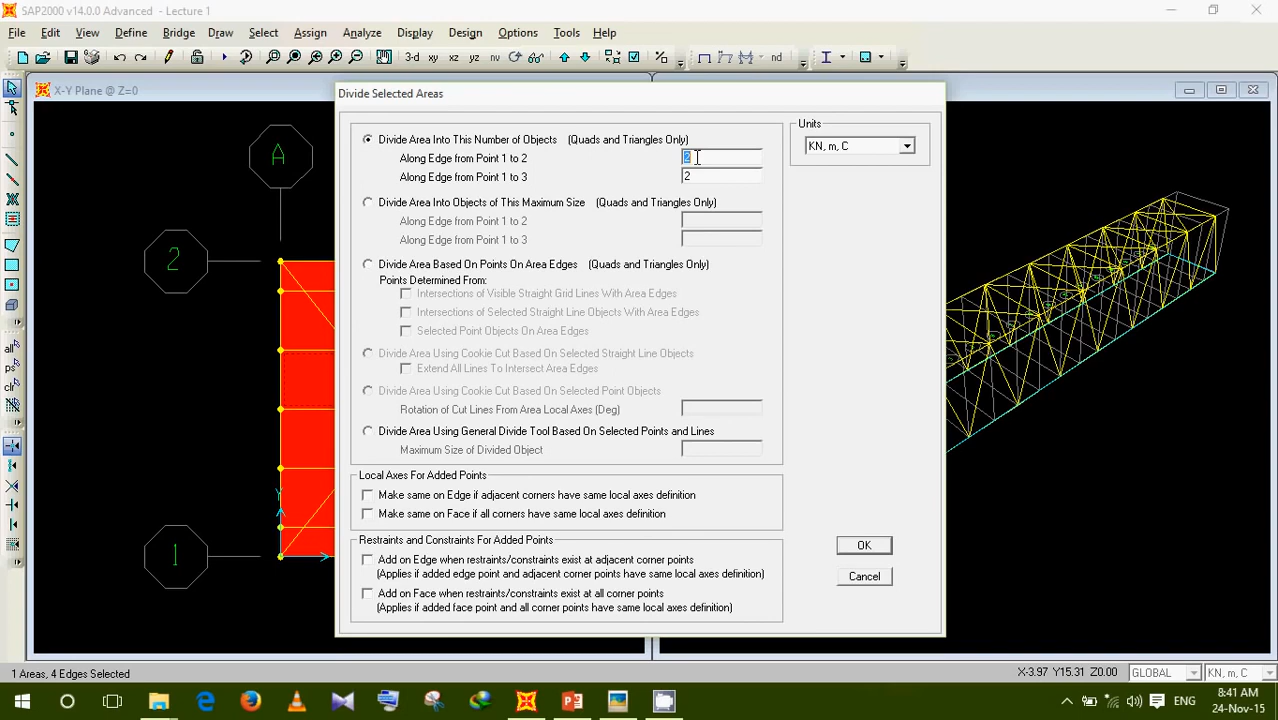 SAP2000 v14.0.0 Advanced - Lecture 1
File Edit View Define Bridge Draw Select Assign Analyze Display Design Options Tools Help
3-d xy xz yz nv nd
X-Y Plane @ Z=0
Divide Selected Areas
Divide Area Into This Number of Objects (Quads and Triangles Only)
Along Edge from Point 1 to 2 2
Along Edge from Point 1 to 3 2
Divide Area Into Objects of This Maximum Size (Quads and Triangles Only)
Along Edge from Point 1 to 2
Along Edge from Point 1 to 3
Divide Area Based On Points On Area Edges (Quads and Triangles Only)
Points Determined From:
Intersections of Visible Straight Grid Lines With Area Edges
Intersections of Selected Straight Line Objects With Area Edges
Selected Point Objects On Area Edges
Divide Area Using Cookie Cut Based On Selected Straight Line Objects
Extend All Lines To Intersect Area Edges
Divide Area Using Cookie Cut Based On Selected Point Objects
Rotation of Cut Lines From Area Local Axes (Deg)
Divide Area Using General Divide Tool Based On Selected Points and Lines
Maximum Size of Divided Object
Local Axes For Added Points
Make same on Edge if adjacent corners have same local axes definition
Make same on Face if all corners have same local axes definition
Restraints and Constraints For Added Points
Add on Edge when restraints/constraints exist at adjacent corner points
(Applies if added edge point and adjacent corner points have same local axes definition)
Add on Face when restraints/constraints exist at all corner points
(Applies if added face point and all corner points have same local axes definition)
Units
KN, m, C
OK
Cancel
A
2
1
Y
all
ps
clr
1 Areas, 4 Edges Selected
X-3.97 Y15.31 Z0.00
GLOBAL
KN, m, C
ENG
8:41 AM
24-Nov-15